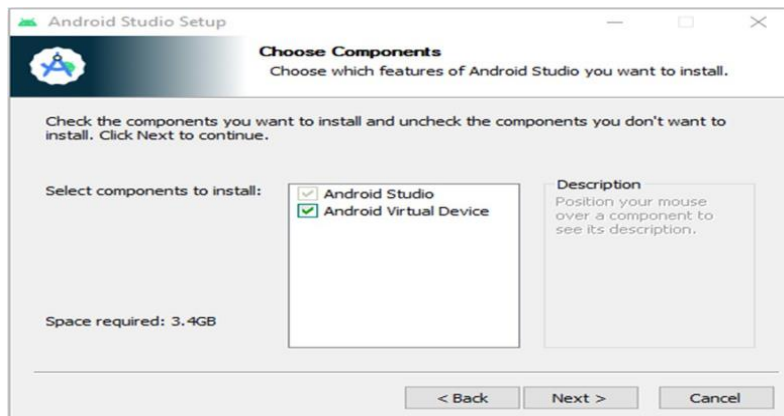 Android Studio Setup
Choose Components
Choose which features of Android Studio you want to install.
Check the components you want to install and uncheck the components you don't want to
install. Click Next to continue.
Select components to install:
Android Studio
Android Virtual Device
Description
Position your mouse
over a component to
see its description.
Space required: 3.4GB
< Back
Next >
Cancel